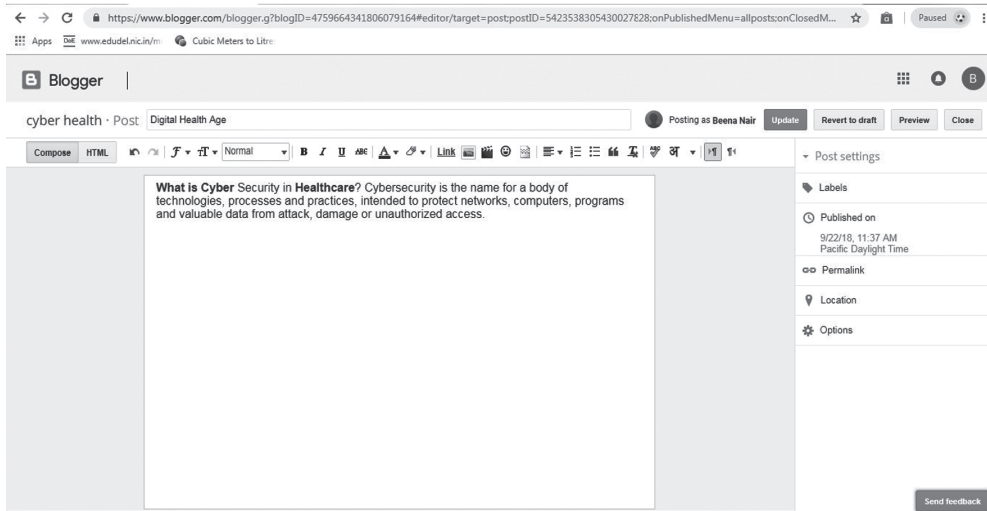 https://www.blogger.com/blogger.g?blogID=4759664341806079164#editor/target=post;postID=5423538305430027828;onPublishedMenu=allposts;onClosedM... Paused
Apps DoE www.edudel.nic.in/m Cubic Meters to Litre
Blogger B
cyber health · Post Digital Health Age Posting as Beena Nair Update Revert to draft Preview Close
Compose HTML Normal B I U ABC A Link अ
Post settings
What is Cyber Security in Healthcare? Cybersecurity is the name for a body of
technologies, processes and practices, intended to protect networks, computers, programs
and valuable data from attack, damage or unauthorized access.
Labels
Published on
9/22/18, 11:37 AM
Pacific Daylight Time
Permalink
Location
Options
Send feedback